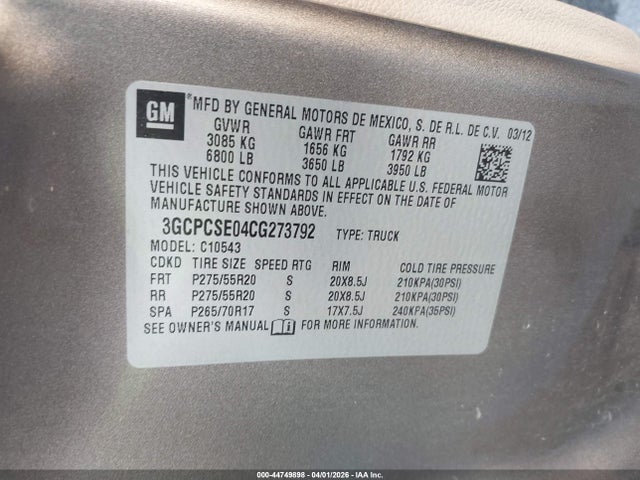 GM ® MFD BY GENERAL MOTORS DE MEXICO, S. DE R.L. DE C.V. 03/12
GVWR GAWR FRT GAWR RR
3085 KG 1656 KG 1792 KG
6800 LB 3650 LB 3950 LB
THIS VEHICLE CONFORMS TO ALL APPLICABLE U.S. FEDERAL MOTOR
VEHICLE SAFETY STANDARDS IN EFFECT ON THE DATE OF
MANUFACTURE SHOWN ABOVE.
3GCPCSE04CG273792 TYPE: TRUCK
MODEL: C10543
CDKD TIRE SIZE SPEED RTG RIM COLD TIRE PRESSURE
FRT P275/55R20 S 20X8.5J 210KPA(30PSI)
RR P275/55R20 S 20X8.5J 210KPA(30PSI)
SPA P265/70R17 S 17X7.5J 240KPA(35PSI)
SEE OWNER'S MANUAL i FOR MORE INFORMATION.
000-44749898 - 04/01/2026 - IAA Inc.